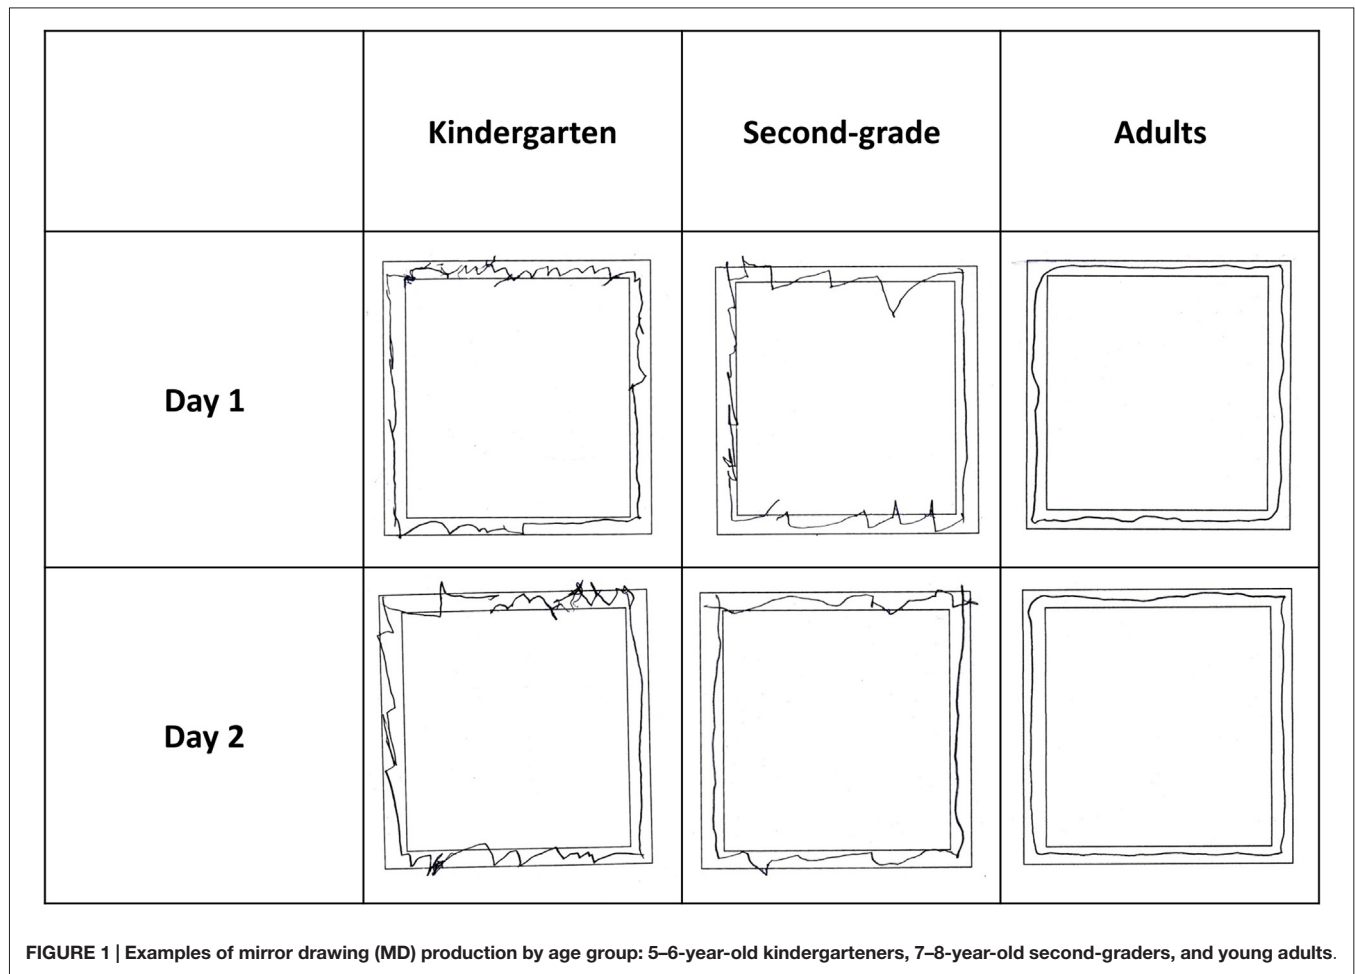 Kindergarten Second-grade Adults
Day 1
Day 2
FIGURE 1 | Examples of mirror drawing (MD) production by age group: 5–6-year-old kindergarteners, 7–8-year-old second-graders, and young adults.